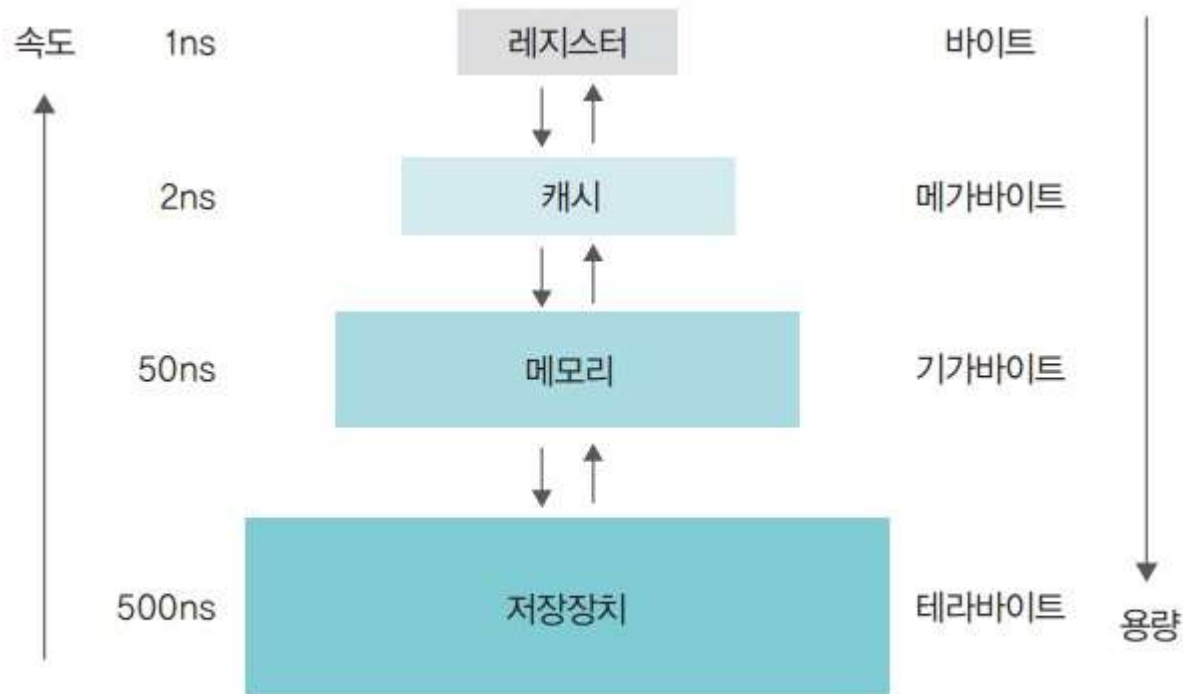 속도 1ns 레지스터 바이트
2ns 캐시 메가바이트
50ns 메모리 기가바이트
500ns 저장장치 테라바이트 용량